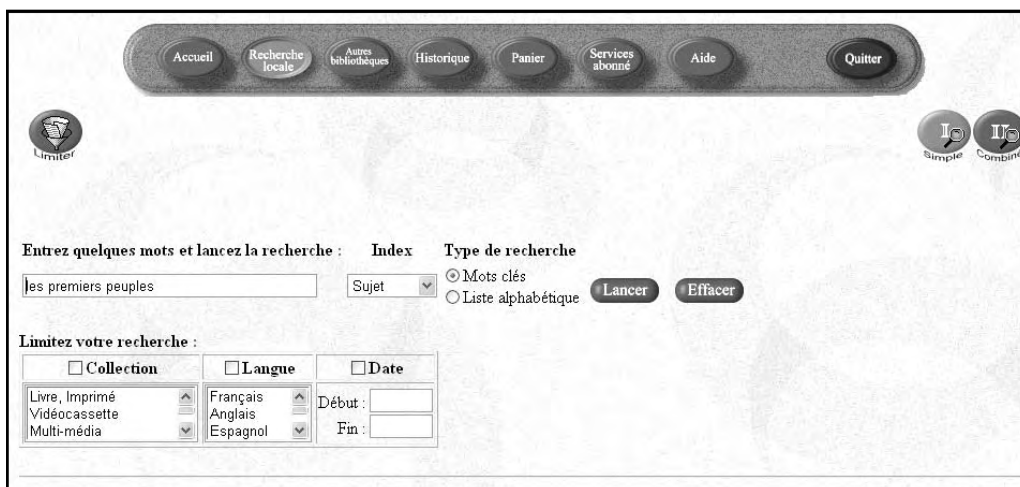 Accueil
Recherche
locale
Autres
bibliothèques
Historique
Panier
Services
abonné
Aide
Quitter
Limiter
I
Simple
II
Combiné
Entrez quelques mots et lancez la recherche :
Index
Type de recherche
les premiers peuples
Sujet
Mots clés
Liste alphabétique
Lancer
Effacer
Limitez votre recherche :
Collection
Langue
Date
Livre, Imprimé
Vidéocassette
Multi-média
Français
Anglais
Espagnol
Début :
Fin :